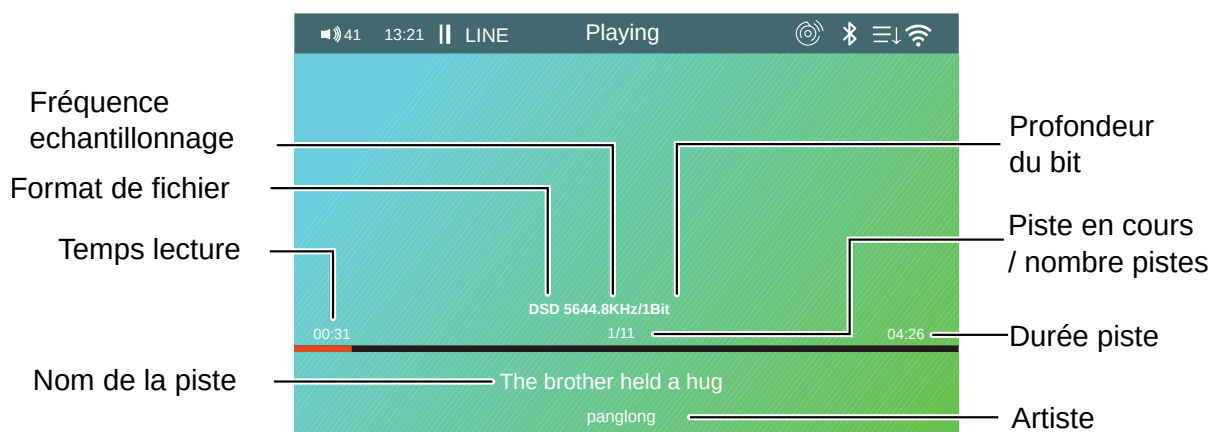 41 13:21 LINE Playing
Fréquence
echantillonnage
Format de fichier
Temps lecture
Nom de la piste
Profondeur
du bit
Piste en cours
/ nombre pistes
Durée piste
Artiste
DSD 5644.8KHz/1Bit
00:31 1/11 04:26
The brother held a hug
panglong